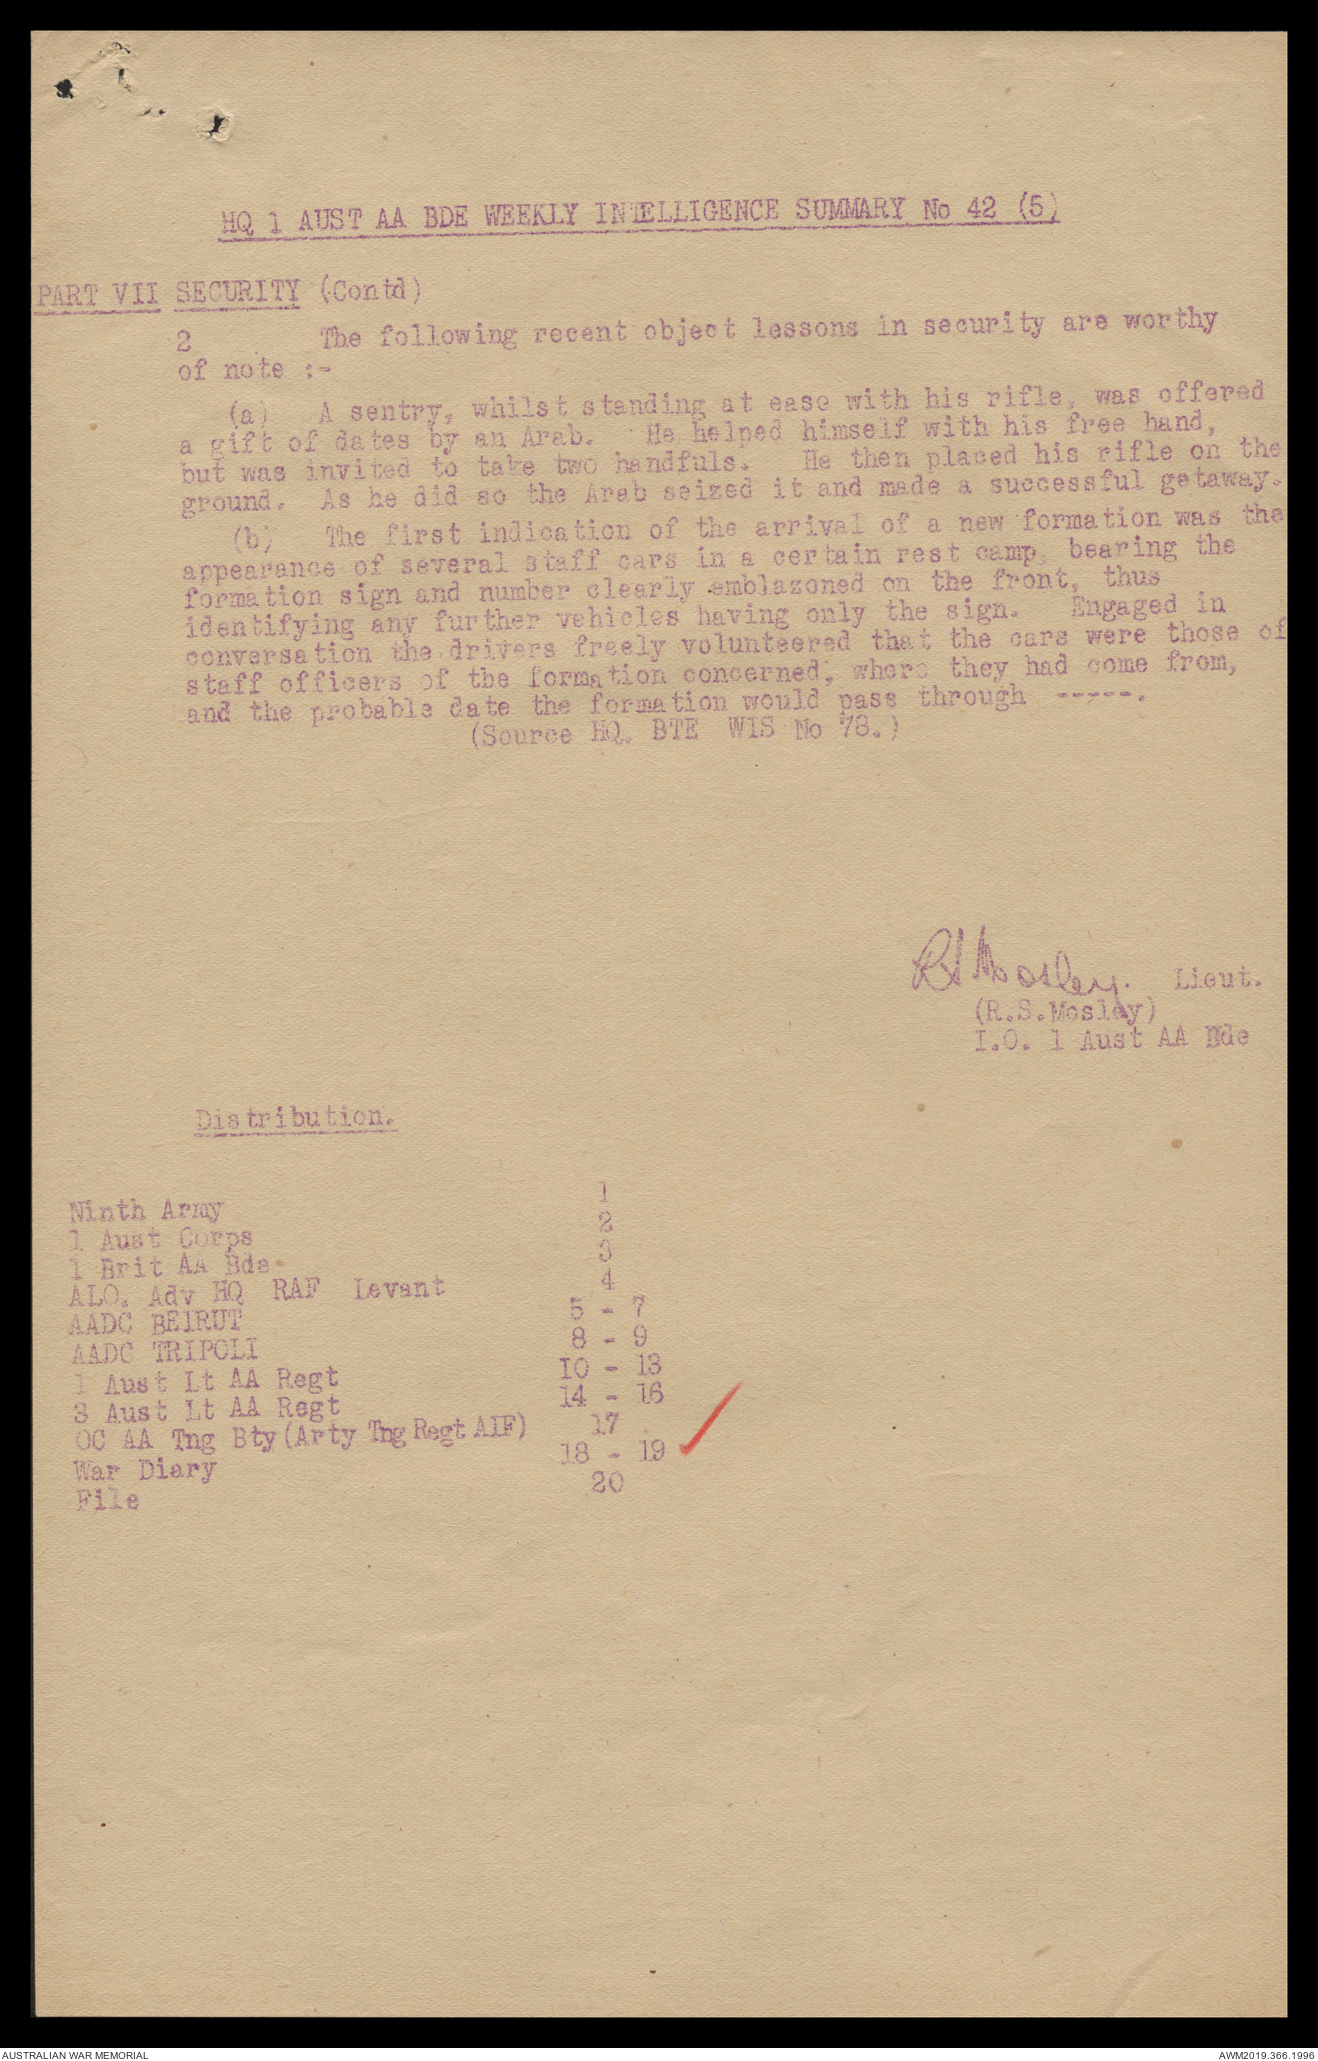 HQ 1 AUST AA BDE WEEKLY INTELLIGENCE SUMMARY No 42 (5)
PART VII SECURITY (Contd)
2 The following recent object lessons in security are worthy
of note :-
(a) A sentry, whilst standing at ease with his rifle, was offered
a gift of dates by an Arab. He helped himself with his free hand,
but was invited to take two handfuls. He then placed his rifle on the
ground. As he did so the Arab seized it and made a successful getaway.
(b) The first indication of the arrival of a new formation was the
appearance of several staff cars in a certain rest camp, bearing the
formation sign and number clearly emblazoned on the front, thus
identifying any further vehicles having only the sign. Engaged in
conversation the drivers freely volunteered that the cars were those of
staff officers of the formation concerned, where they had come from,
and the probable date the formation would pass through -----.
(Source HQ. BTE WIS No 78.)
RS Mosley. Lieut.
(R.S.Mosley)
I.O. 1 Aust AA Bde
Distribution.
Ninth Army 1
1 Aust Corps 2
1 Brit AA Bde 3
ALO. Adv HQ RAF Levant 4
AADC BEIRUT 5 - 7
AADC TRIPOLI 8 - 9
1 Aust Lt AA Regt 10 - 13
3 Aust Lt AA Regt 14 - 16
OC AA Tng Bty (Arty Tng Regt AIF) 17
War Diary 18 - 19
File 20
AUSTRALIAN WAR MEMORIAL AWM2019.366.1996